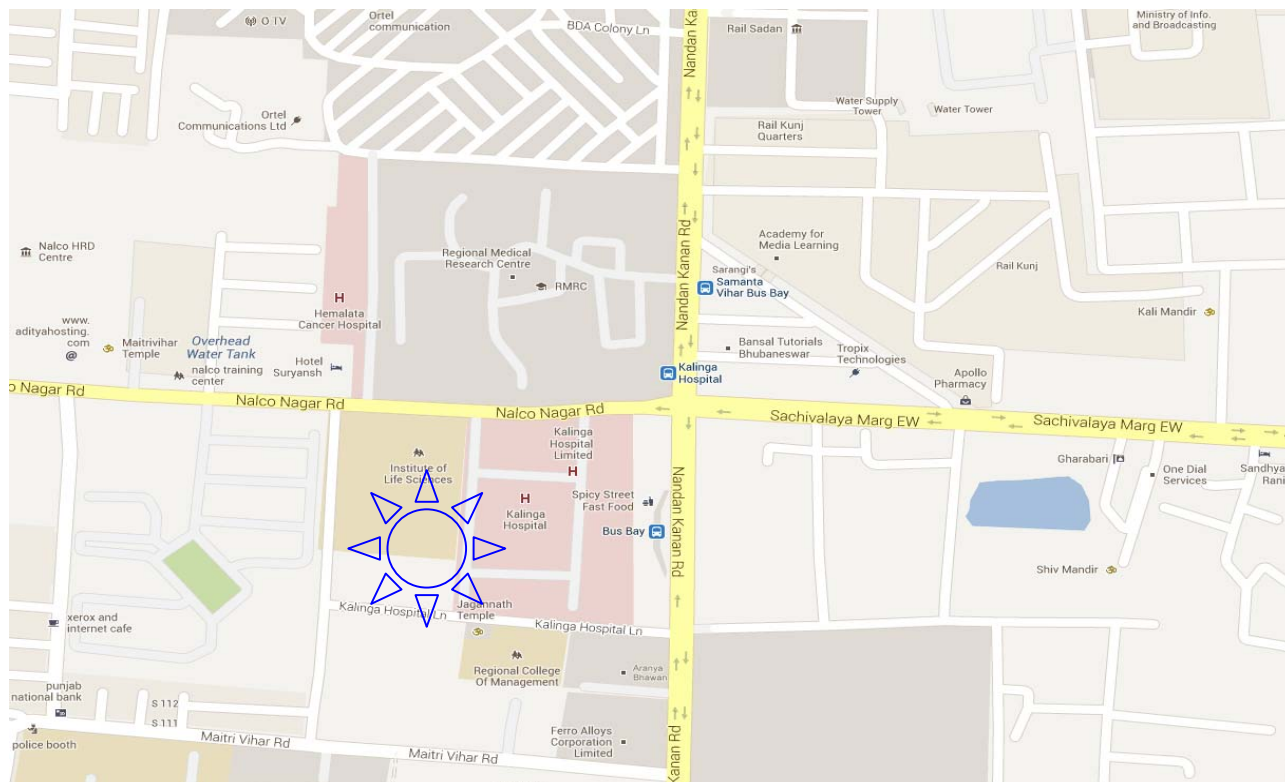 O TV
Ortel
communication
BDA Colony Ln
Nandan Ka
Rail Sadan
Ministry of Info.
and Broadcasting
Ortel
Communications Ltd
Water Supply
Tower
Water Tower
Rail Kunj
Quarters
Nandan Kanan Rd
Academy for
Media Learning
Nalco HRD
Centre
Regional Medical
Research Centre
RMRC
Sarangi's
Samanta
Vihar Bus Bay
Rail Kunj
Nandan Kanan Rd
H
Hemalata
Cancer Hospital
Kali Mandir
www.
adityahosting.
com
@
Maitrivihar
Temple
Overhead
Water Tank
nalco training
center
Hotel
Suryansh
Bansal Tutorials
Bhubaneswar
Tropix
Technologies
Kalinga
Hospital
Apollo
Pharmacy
o Nagar Rd
Nalco Nagar Rd
Nalco Nagar Rd
Sachivalaya Marg EW
Sachivalaya Marg EW
Kalinga
Hospital
Limited
H
Institute of
Life Sciences
Gharabari
One Dial
Services
Sandhya
Rani
H
Kalinga
Hospital
Spicy Street
Fast Food
Bus Bay
Nandan Kanan Rd
Shiv Mandir
xerox and
internet cafe
Kalinga Hospital Ln
Jagannath
Temple
Kalinga Hospital Ln
Regional College
Of Management
Aranya
Bhawan
punjab
national bank
S 112
S 111
police booth
Maitri Vihar Rd
Maitri Vihar Rd
Ferro Alloys
Corporation
Limited
Kanan Rd